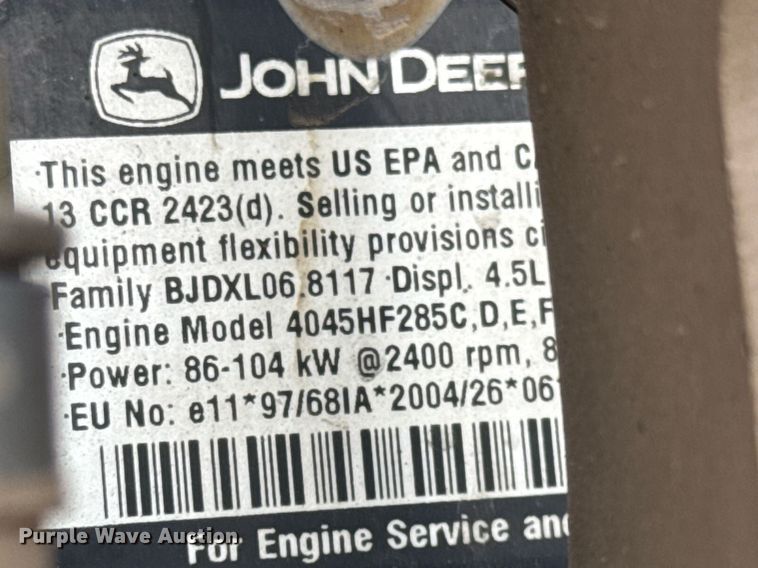 JOHN DEER
·This engine meets US EPA and C
13 CCR 2423(d). Selling or installi
equipment flexibility provisions ci
Family BJDXL06.8117 ·Displ. 4.5L
·Engine Model 4045HF285C,D,E,F
·Power: 86-104 kW @2400 rpm, 8
·EU No: e11*97/68IA*2004/26*06
For Engine Service and
Purple Wave Auction